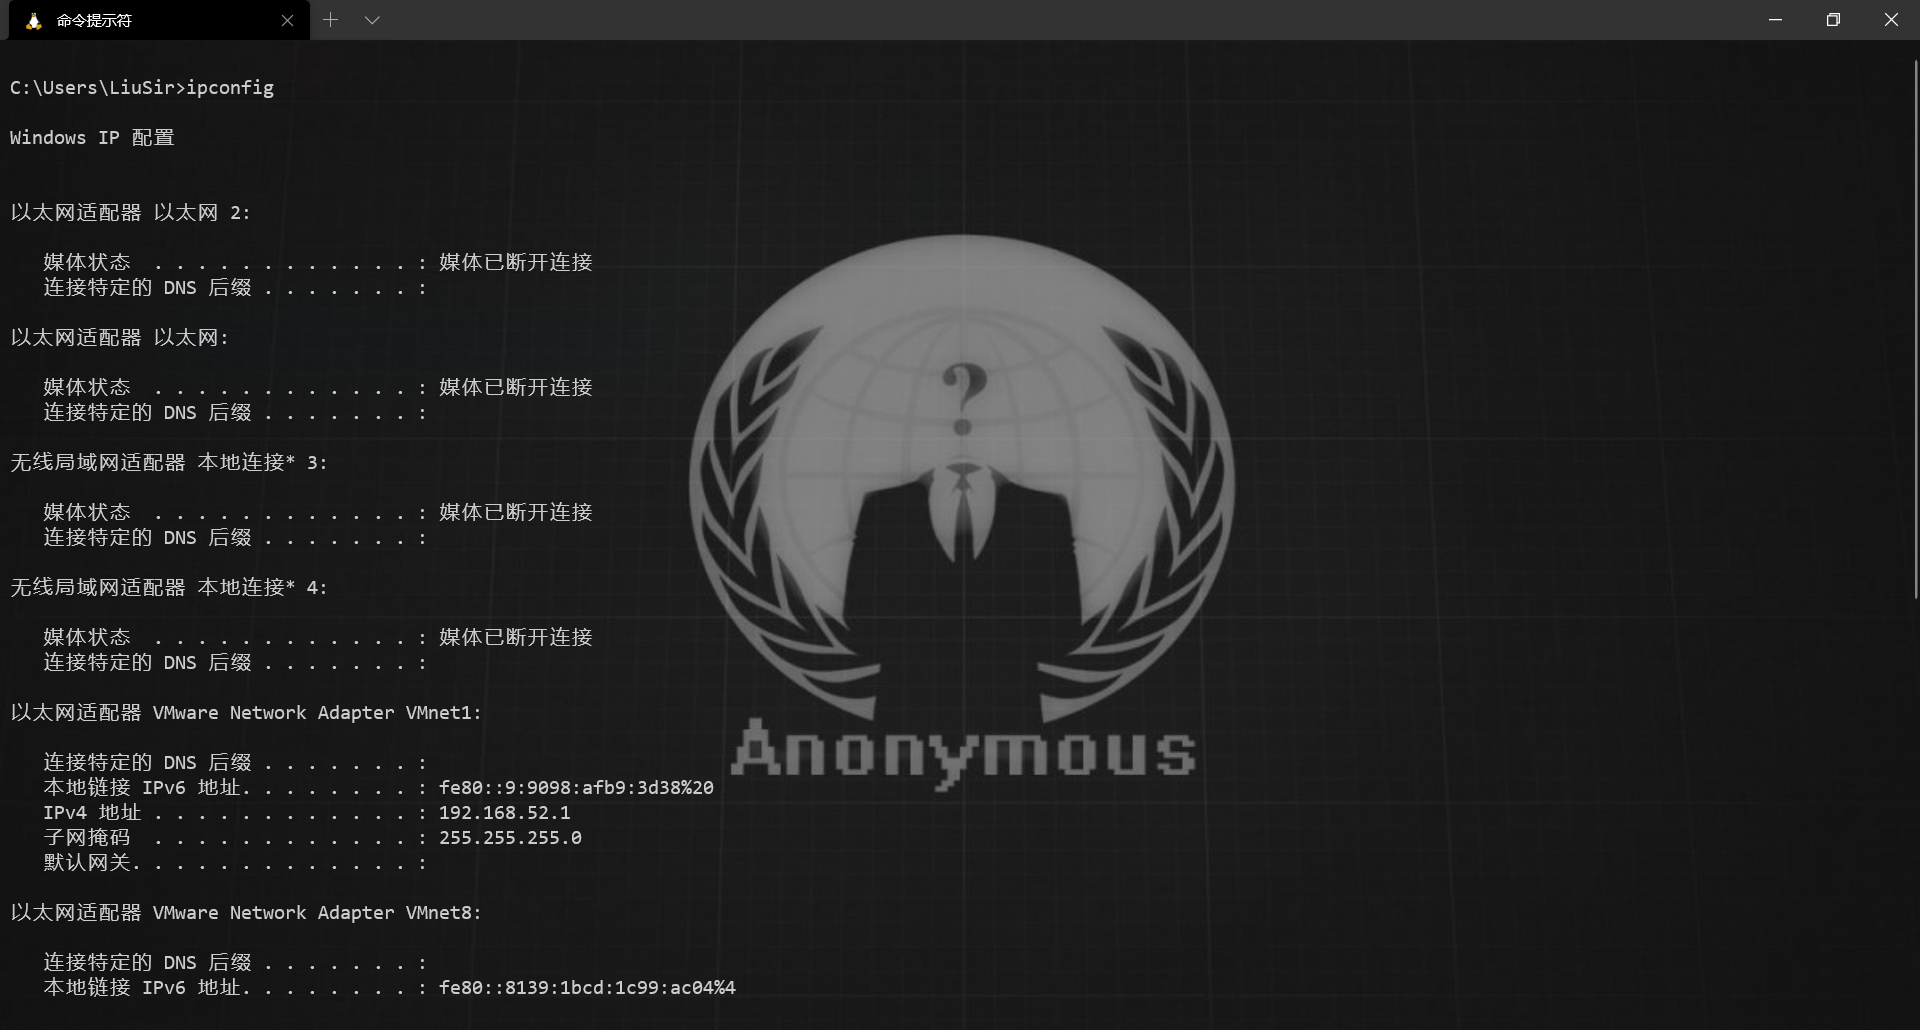 命令提示符
C:\Users\LiuSir>ipconfig
Windows IP 配置
以太网适配器 以太网 2:
媒体状态  . . . . . . . . . . . . : 媒体已断开连接
连接特定的 DNS 后缀 . . . . . . . :
以太网适配器 以太网:
媒体状态  . . . . . . . . . . . . : 媒体已断开连接
连接特定的 DNS 后缀 . . . . . . . :
无线局域网适配器 本地连接* 3:
媒体状态  . . . . . . . . . . . . : 媒体已断开连接
连接特定的 DNS 后缀 . . . . . . . :
无线局域网适配器 本地连接* 4:
媒体状态  . . . . . . . . . . . . : 媒体已断开连接
连接特定的 DNS 后缀 . . . . . . . :
以太网适配器 VMware Network Adapter VMnet1:
连接特定的 DNS 后缀 . . . . . . . :
本地链接 IPv6 地址. . . . . . . . : fe80::9:9098:afb9:3d38%20
IPv4 地址 . . . . . . . . . . . . : 192.168.52.1
子网掩码  . . . . . . . . . . . . : 255.255.255.0
默认网关. . . . . . . . . . . . . :
以太网适配器 VMware Network Adapter VMnet8:
连接特定的 DNS 后缀 . . . . . . . :
本地链接 IPv6 地址. . . . . . . . : fe80::8139:1bcd:1c99:ac04%4
?
Anonymous